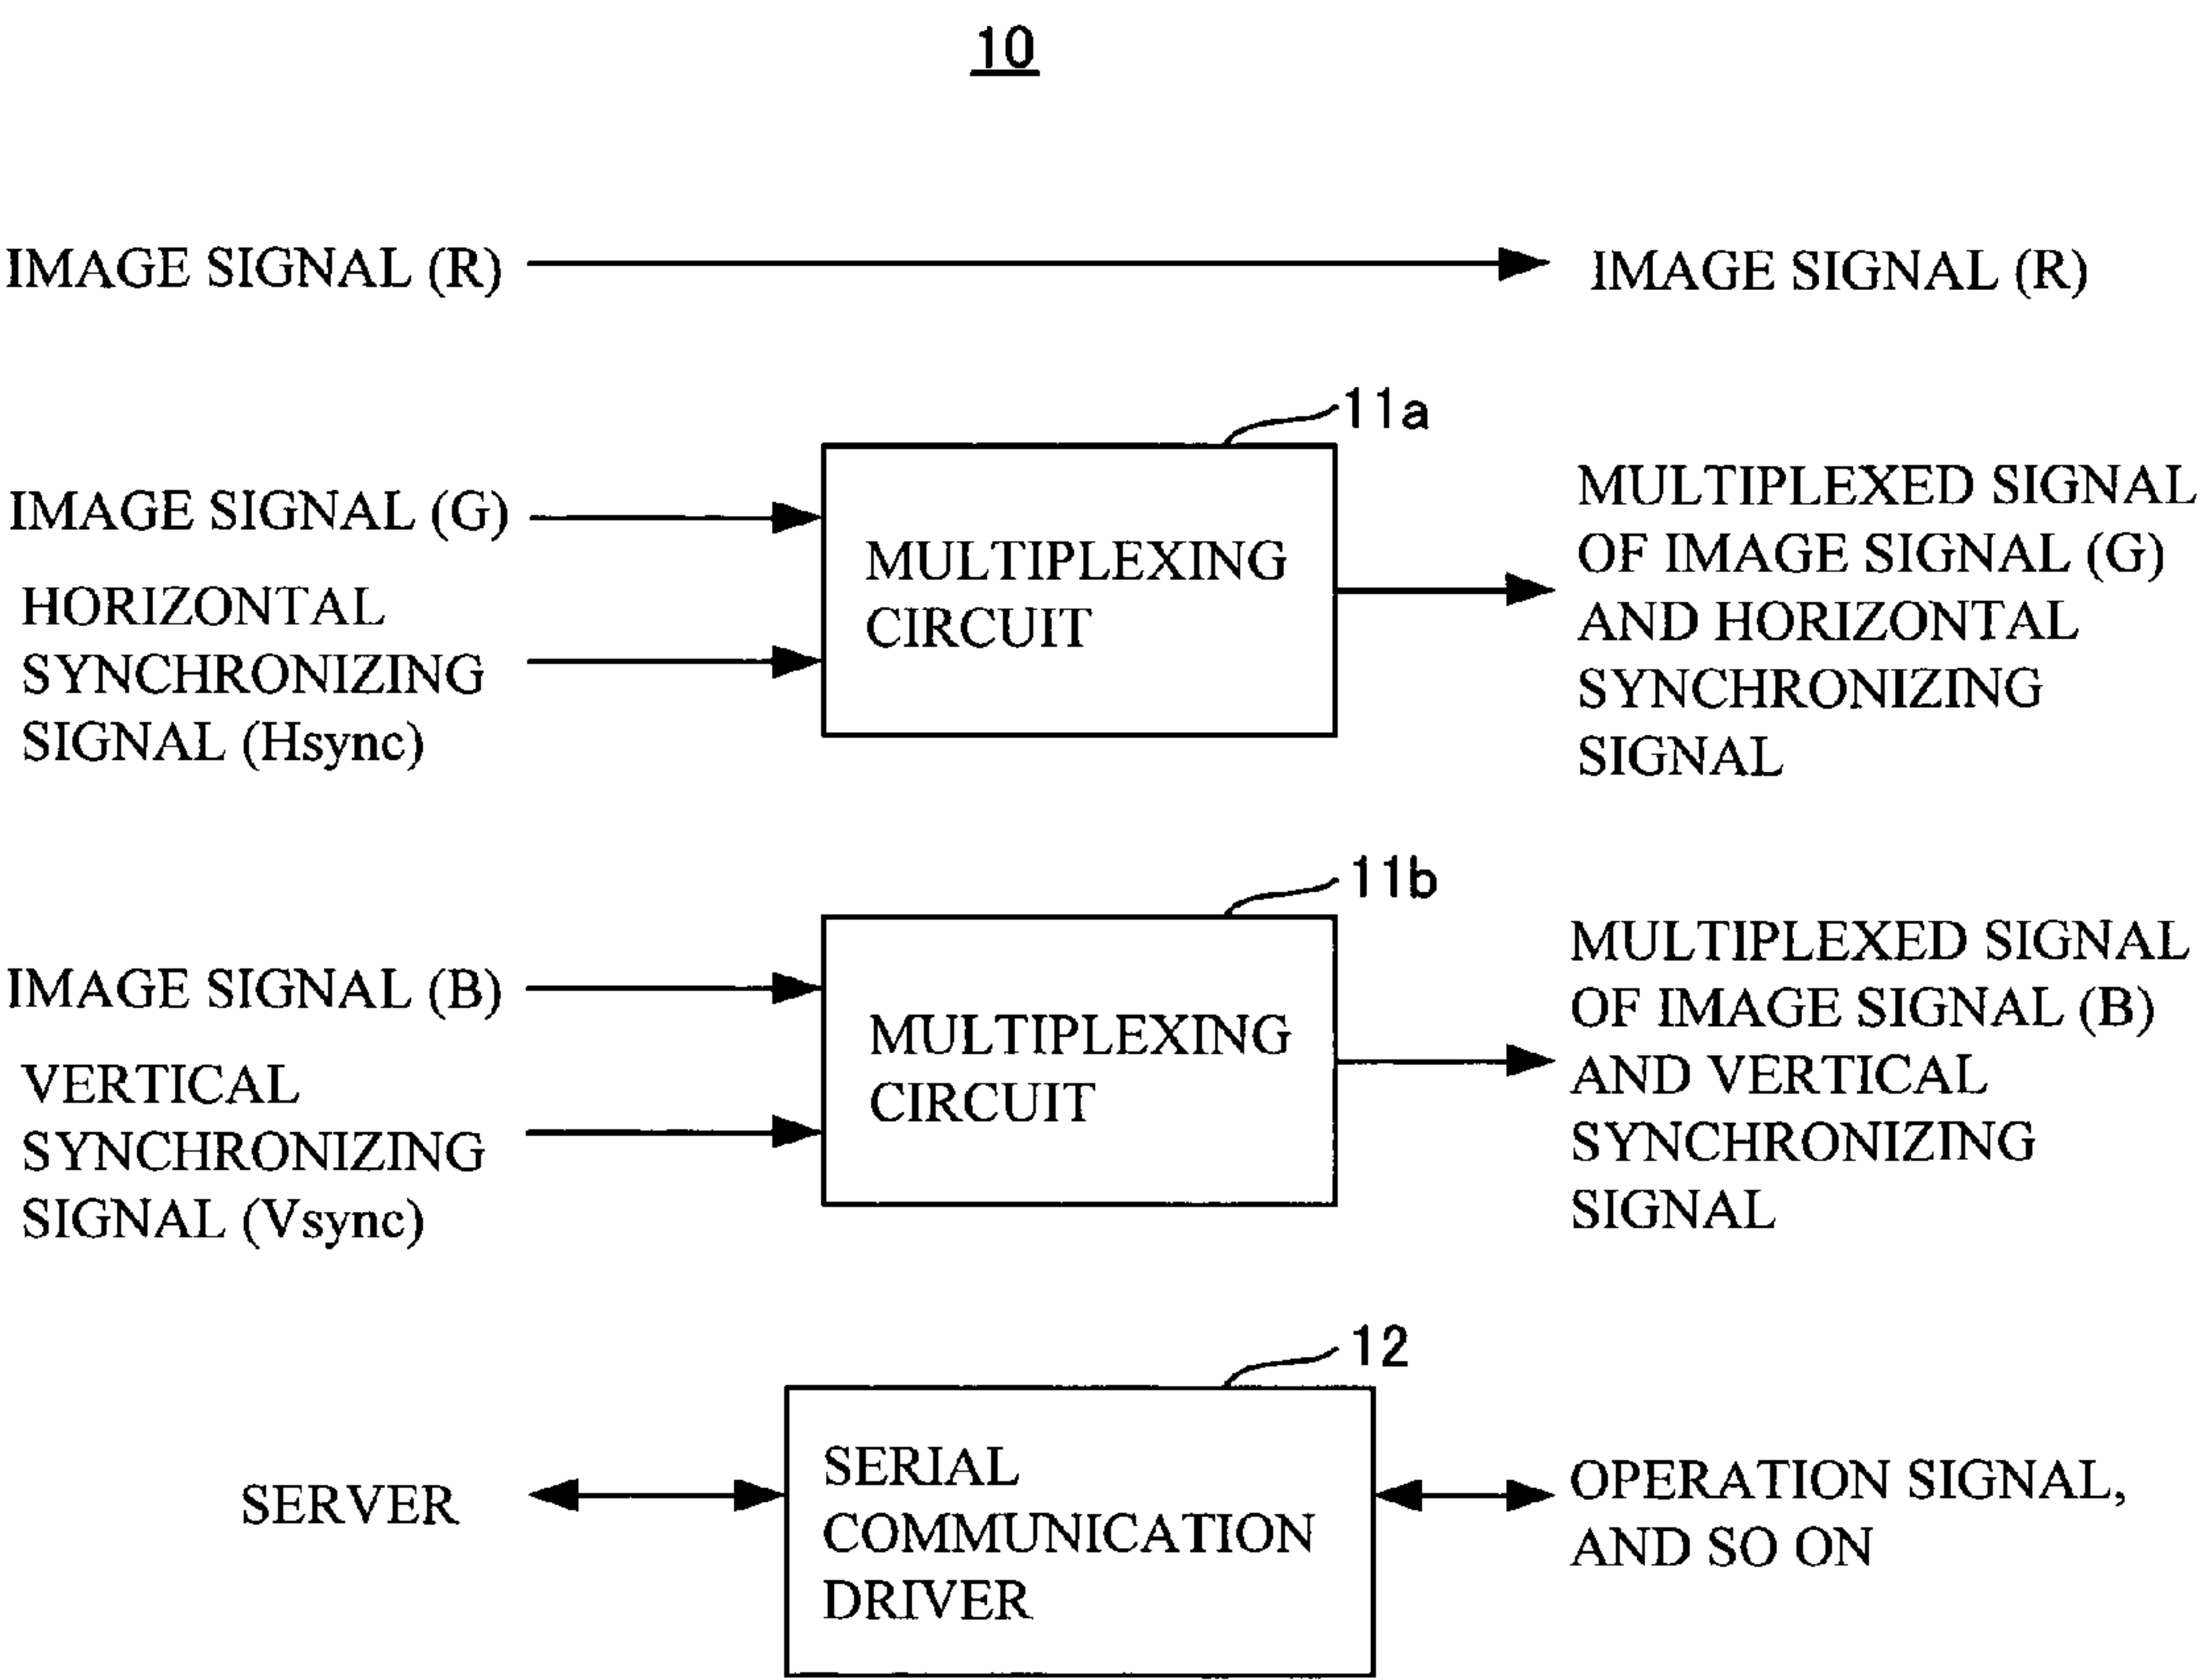 10
IMAGE SIGNAL (R)
IMAGE SIGNAL (R)
11a
IMAGE SIGNAL (G)
HORIZONTAL
SYNCHRONIZING
SIGNAL (Hsync)
MULTIPLEXING
CIRCUIT
MULTIPLEXED SIGNAL
OF IMAGE SIGNAL (G)
AND HORIZONTAL
SYNCHRONIZING
SIGNAL
11b
IMAGE SIGNAL (B)
VERTICAL
SYNCHRONIZING
SIGNAL (Vsync)
MULTIPLEXING
CIRCUIT
MULTIPLEXED SIGNAL
OF IMAGE SIGNAL (B)
AND VERTICAL
SYNCHRONIZING
SIGNAL
12
SERVER
SERIAL
COMMUNICATION
DRIVER
OPERATION SIGNAL,
AND SO ON